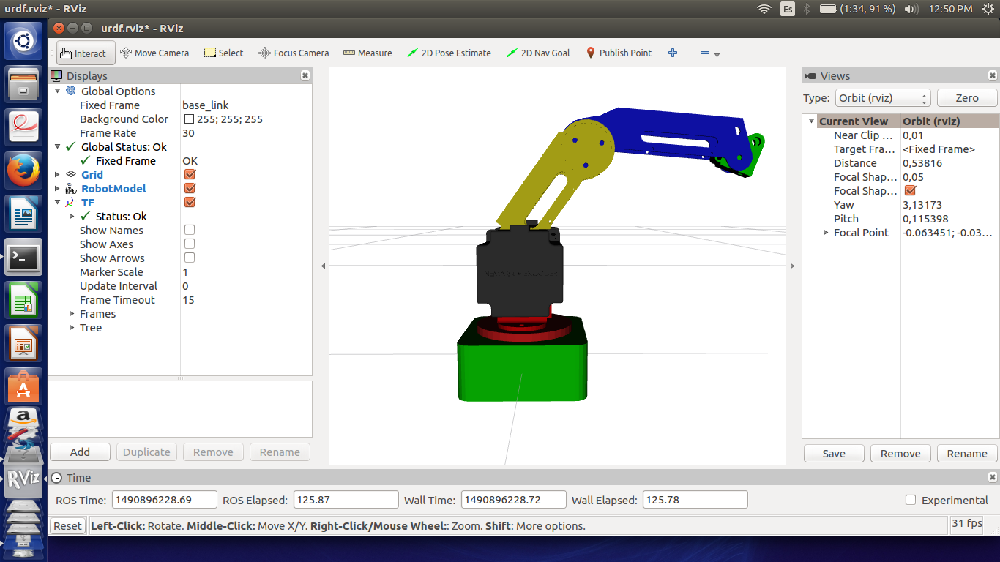 urdf.rviz* - RViz
Es
(1:34, 91 %)
12:50 PM
urdf.rviz* - RViz
Interact
Move Camera
Select
Focus Camera
Measure
2D Pose Estimate
2D Nav Goal
Publish Point
Displays
Global Options
Fixed Frame base_link
Background Color 255; 255; 255
Frame Rate 30
Global Status: Ok
Fixed Frame OK
Grid
RobotModel
TF
Status: Ok
Show Names
Show Axes
Show Arrows
Marker Scale 1
Update Interval 0
Frame Timeout 15
Frames
Tree
Add
Duplicate
Remove
Rename
Views
Type: Orbit (rviz) Zero
Current View Orbit (rviz)
Near Clip ... 0,01
Target Fra... <Fixed Frame>
Distance 0,53816
Focal Shap... 0,05
Focal Shap...
Yaw 3,13173
Pitch 0,115398
Focal Point -0.063451; -0.03...
Save
Remove
Rename
RViz
Time
ROS Time: 1490896228.69 ROS Elapsed: 125.87 Wall Time: 1490896228.72 Wall Elapsed: 125.78 Experimental
Reset
Left-Click: Rotate. Middle-Click: Move X/Y. Right-Click/Mouse Wheel:: Zoom. Shift: More options.
31 fps